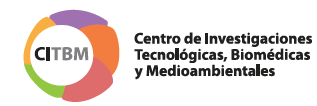 CITBM
Centro de Investigaciones
Tecnológicas, Biomédicas
y Medioambientales